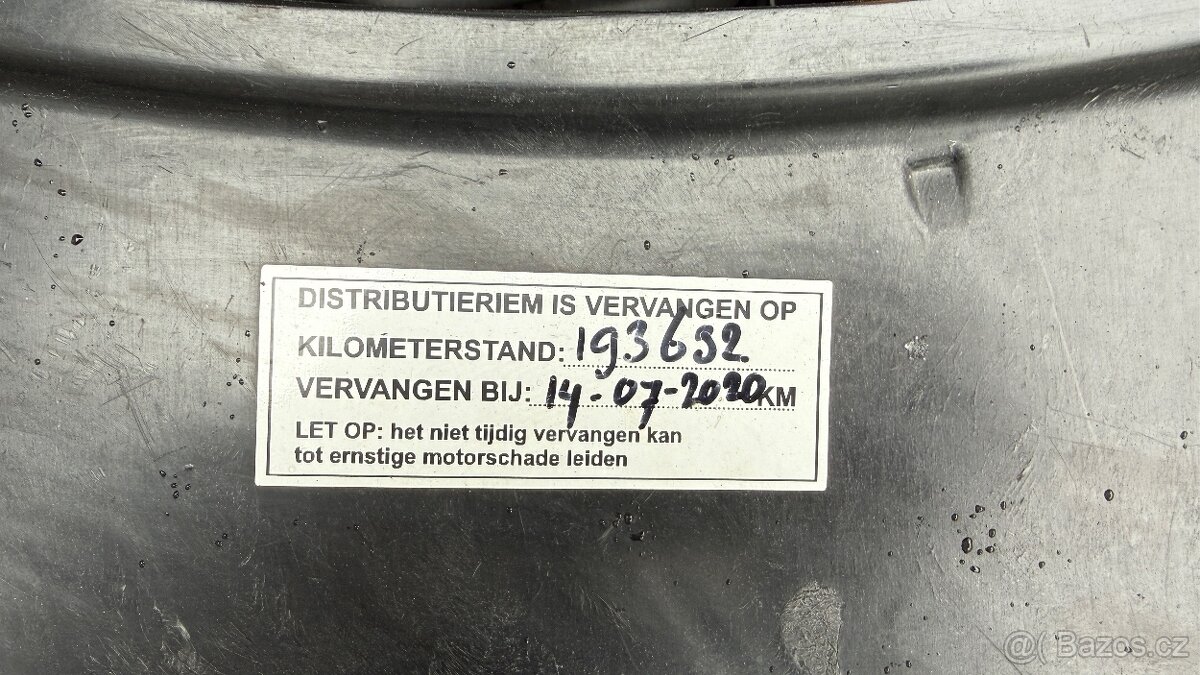 DISTRIBUTIERIEM IS VERVANGEN OP
KILOMETERSTAND: 193692
VERVANGEN BIJ: 14-07-2020 KM
LET OP: het niet tijdig vervangen kan
tot ernstige motorschade leiden
@( Bazos.cz